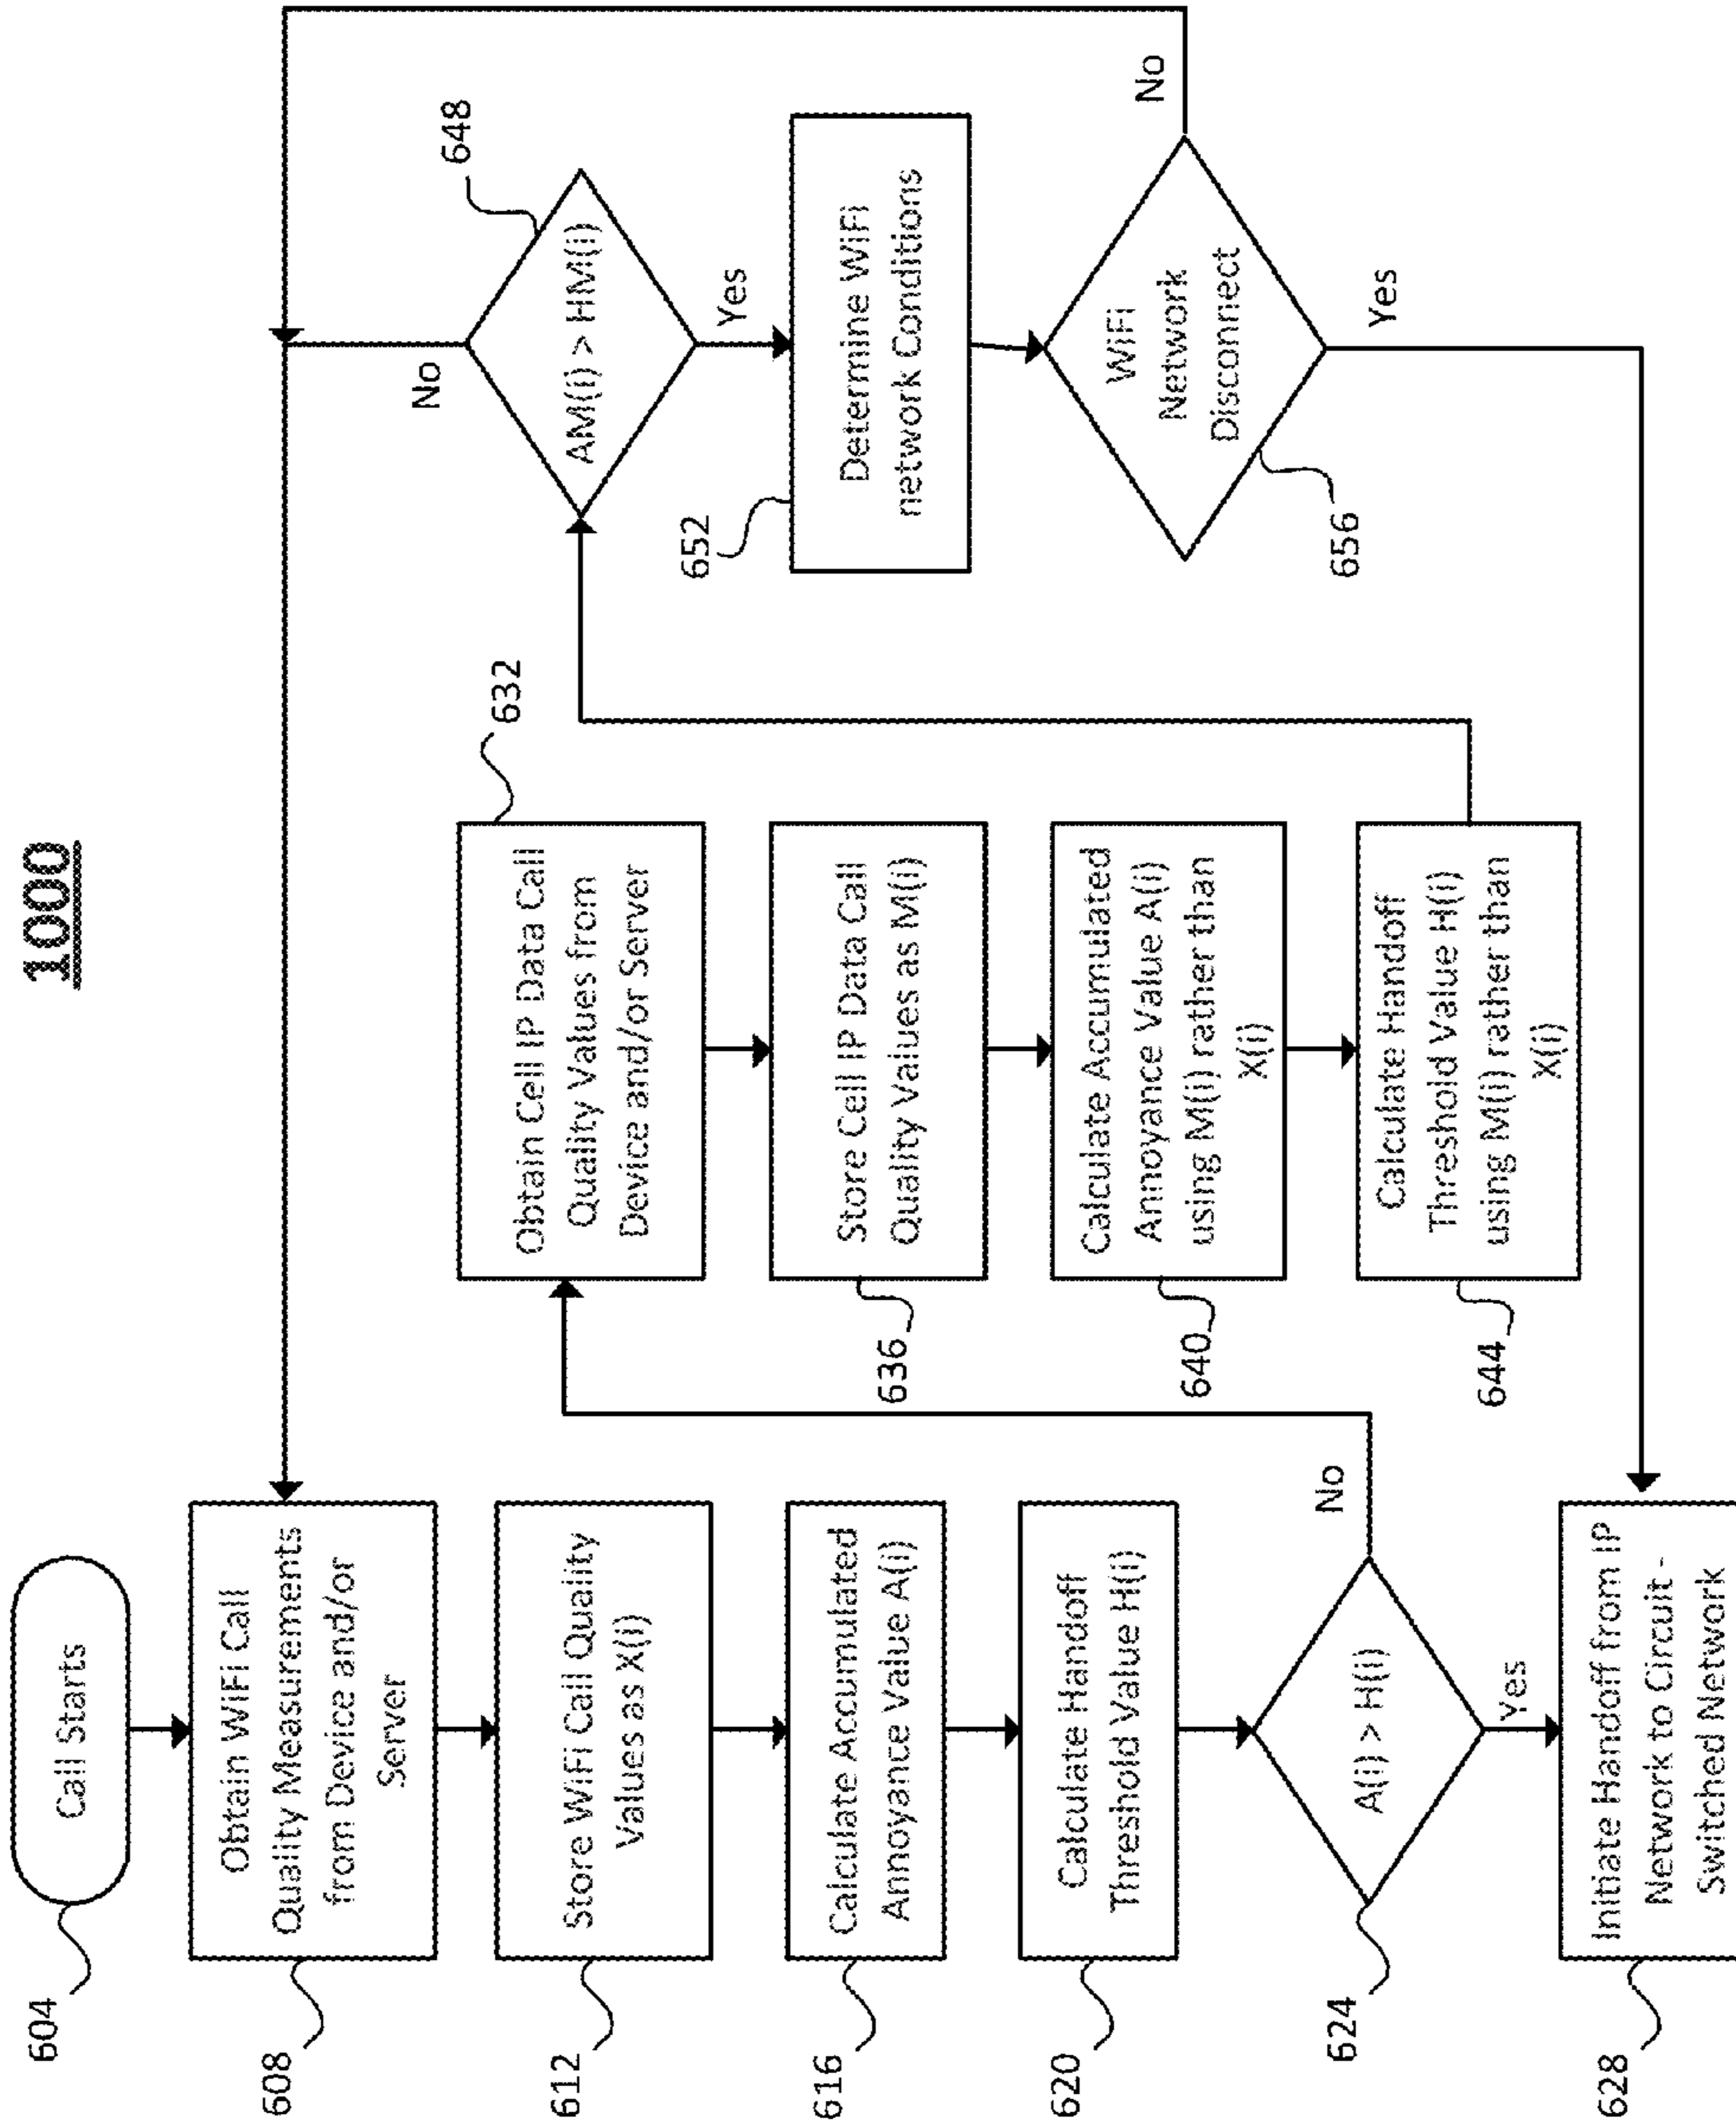 1000
604
Call Starts
608
Obtain WiFi Call
Quality Measurements
from Device and/or
Server
612
Store WiFi Call Quality
Values as X(i)
616
Calculate Accumulated
Annoyance Value A(i)
620
Calculate Handoff
Threshold Value H(i)
624
A(i) > H(i)
No
Yes
628
Initiate Handoff from IP
Network to Circuit -
Switched Network
632
Obtain Cell IP Data Call
Quality Values from
Device and/or Server
636
Store Cell IP Data Call
Quality Values as M(i)
640
Calculate Accumulated
Annoyance Value A(i)
using M(i) rather than
X(i)
644
Calculate Handoff
Threshold Value H(i)
using M(i) rather than
X(i)
648
AM(i) > HM(i)
No
Yes
652
Determine WiFi
network Conditions
656
WiFi
Network
Disconnect
No
Yes